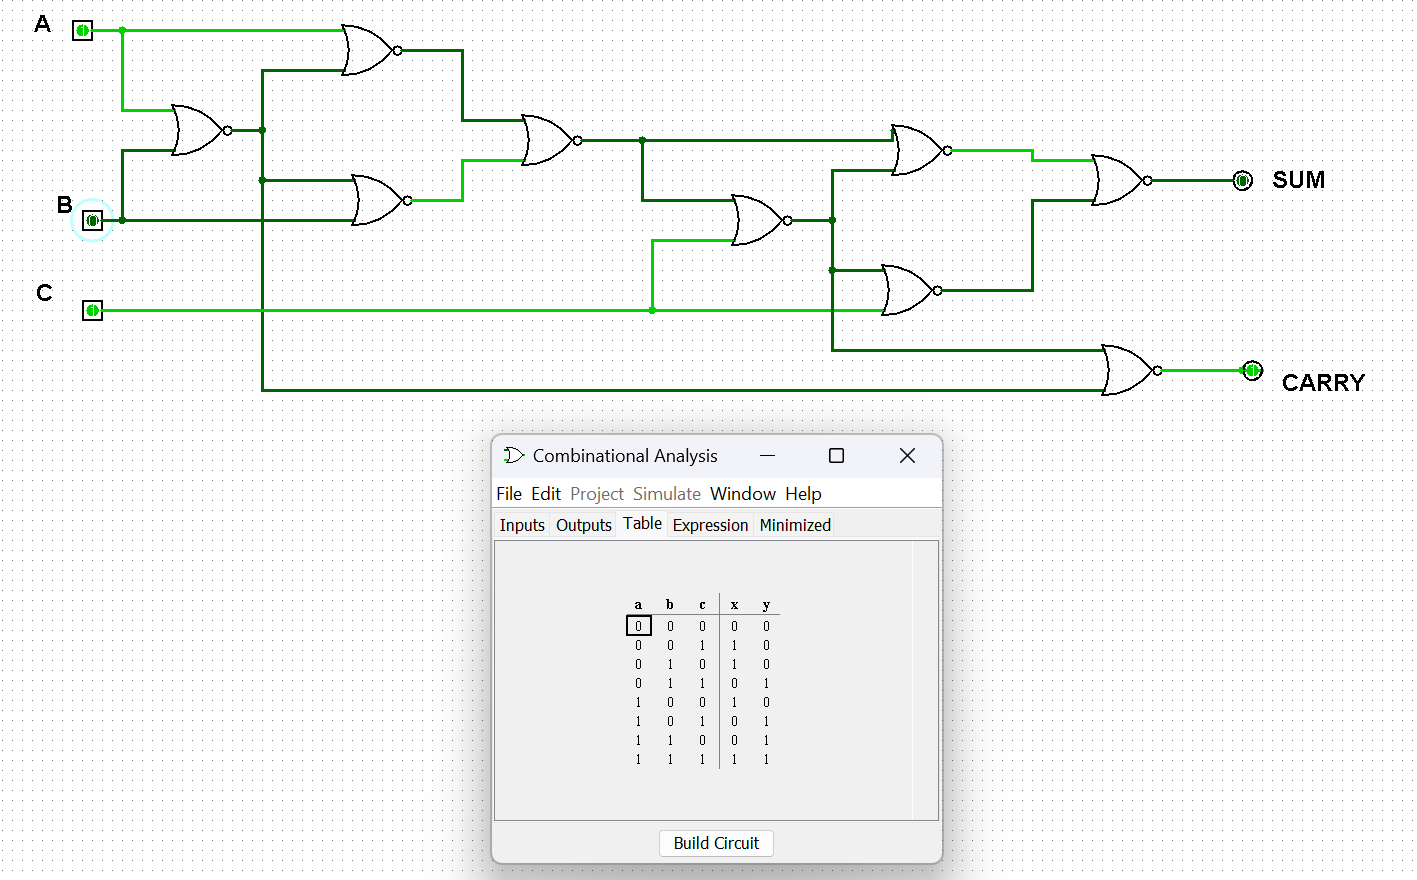 A
B
C
SUM
CARRY
Combinational Analysis
File Edit Project Simulate Window Help
Inputs Outputs Table Expression Minimized
a b c x y
0 0 0 0 0
0 0 1 1 0
0 1 0 1 0
0 1 1 0 1
1 0 0 1 0
1 0 1 0 1
1 1 0 0 1
1 1 1 1 1
Build Circuit